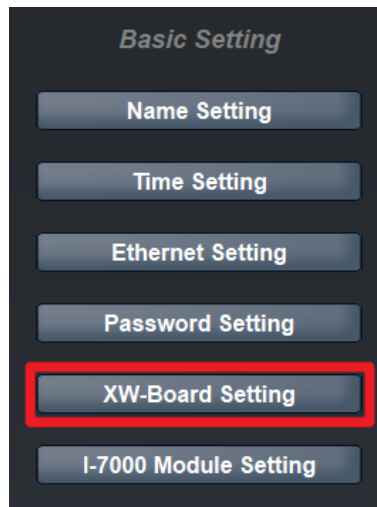 Basic Setting
Name Setting
Time Setting
Ethernet Setting
Password Setting
XW-Board Setting
I-7000 Module Setting